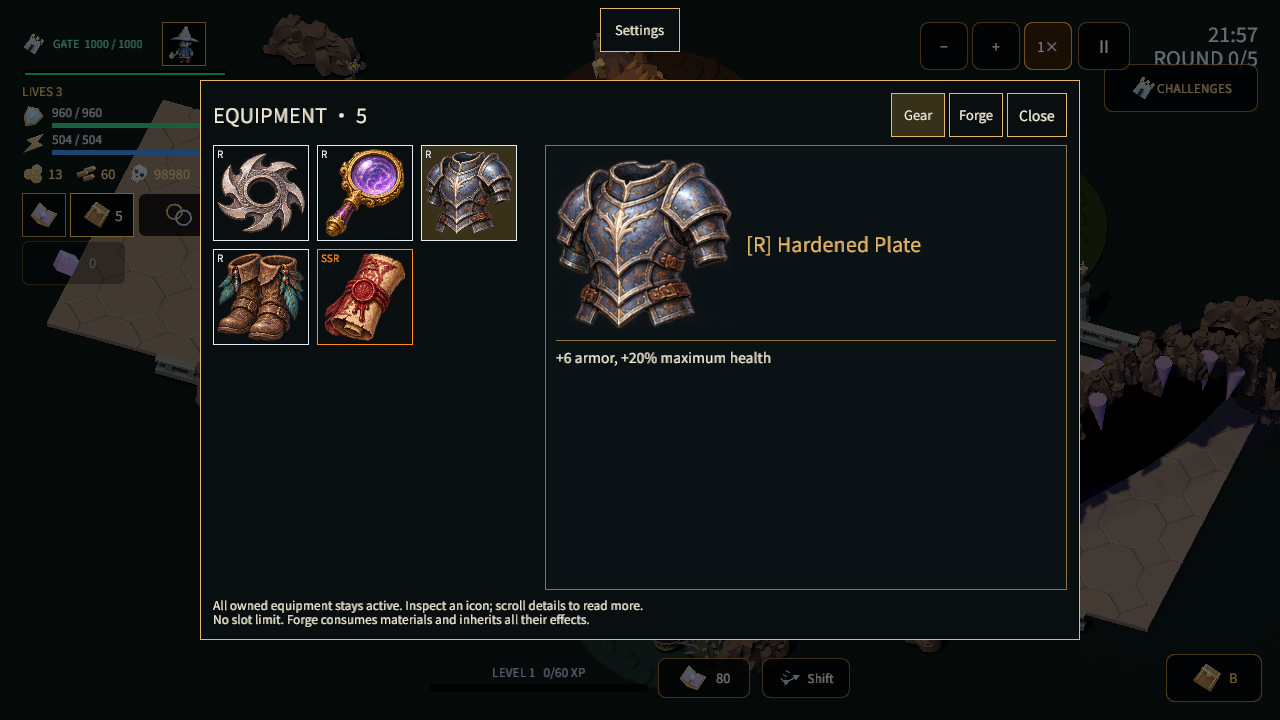 GATE 1000 / 1000
Settings
−
+
1×
21:57
ROUND 0/5
CHALLENGES
LIVES 3
960 / 960
504 / 504
13
60
98980
5
0
EQUIPMENT • 5
Gear
Forge
Close
R
R
R
R
SSR
[R] Hardened Plate
+6 armor, +20% maximum health
All owned equipment stays active. Inspect an icon; scroll details to read more.
No slot limit. Forge consumes materials and inherits all their effects.
LEVEL 1 0/60 XP
80
Shift
B